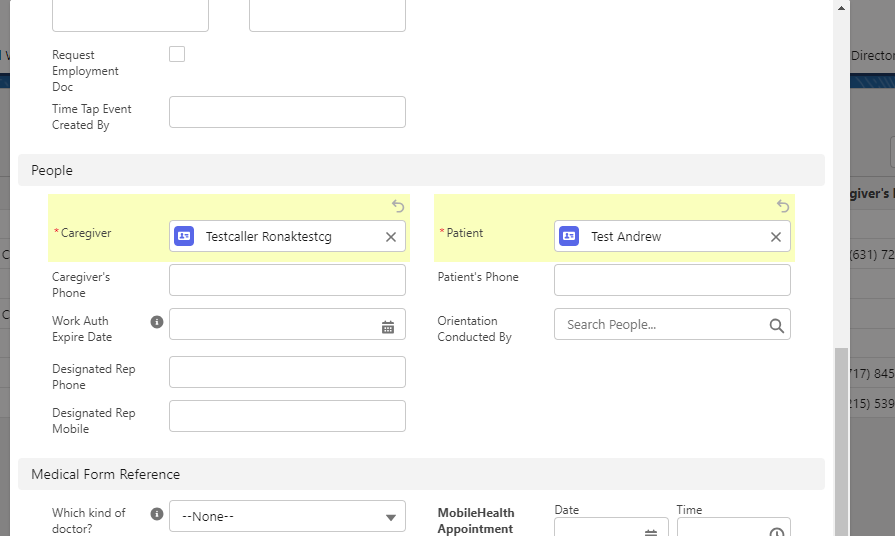 Request
Employment
Doc
Time Tap Event
Created By
Director
People
giver's
*Caregiver
Testcaller Ronaktestcg
*Patient
Test Andrew
(631) 72
Caregiver's
Phone
Patient's Phone
Work Auth
Expire Date
Orientation
Conducted By
Search People...
Designated Rep
Phone
717) 845
Designated Rep
Mobile
215) 539
Medical Form Reference
Which kind of
doctor?
--None--
MobileHealth
Appointment
Date
Time